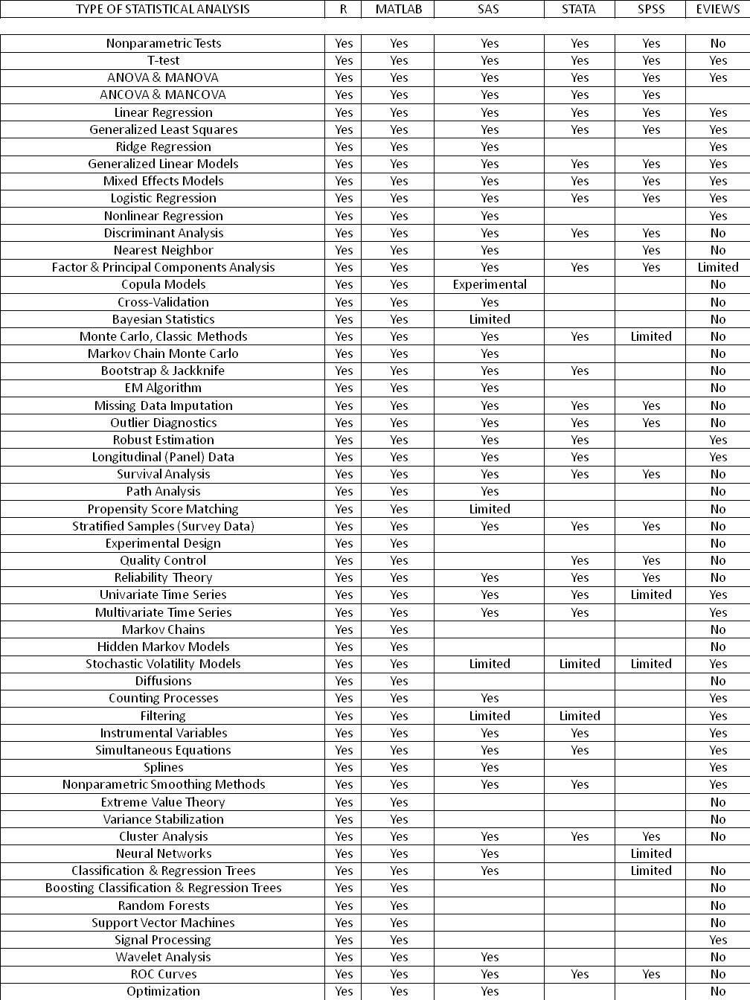 TYPE OF STATISTICAL ANALYSIS R MATLAB SAS STATA SPSS EVIEWS
Nonparametric Tests Yes Yes Yes Yes Yes No
T-test Yes Yes Yes Yes Yes Yes
ANOVA & MANOVA Yes Yes Yes Yes Yes Yes
ANCOVA & MANCOVA Yes Yes Yes Yes Yes
Linear Regression Yes Yes Yes Yes Yes Yes
Generalized Least Squares Yes Yes Yes Yes Yes Yes
Ridge Regression Yes Yes Yes Yes
Generalized Linear Models Yes Yes Yes Yes Yes Yes
Mixed Effects Models Yes Yes Yes Yes Yes Yes
Logistic Regression Yes Yes Yes Yes Yes Yes
Nonlinear Regression Yes Yes Yes Yes
Discriminant Analysis Yes Yes Yes Yes Yes No
Nearest Neighbor Yes Yes Yes Yes No
Factor & Principal Components Analysis Yes Yes Yes Yes Yes Limited
Copula Models Yes Yes Experimental No
Cross-Validation Yes Yes Yes No
Bayesian Statistics Yes Yes Limited No
Monte Carlo, Classic Methods Yes Yes Yes Yes Limited No
Markov Chain Monte Carlo Yes Yes Yes No
Bootstrap & Jackknife Yes Yes Yes Yes No
EM Algorithm Yes Yes Yes No
Missing Data Imputation Yes Yes Yes Yes Yes No
Outlier Diagnostics Yes Yes Yes Yes Yes No
Robust Estimation Yes Yes Yes Yes Yes
Longitudinal (Panel) Data Yes Yes Yes Yes Yes
Survival Analysis Yes Yes Yes Yes Yes No
Path Analysis Yes Yes Yes No
Propensity Score Matching Yes Yes Limited No
Stratified Samples (Survey Data) Yes Yes Yes Yes Yes No
Experimental Design Yes Yes No
Quality Control Yes Yes Yes Yes No
Reliability Theory Yes Yes Yes Yes Yes No
Univariate Time Series Yes Yes Yes Yes Limited Yes
Multivariate Time Series Yes Yes Yes Yes Yes
Markov Chains Yes Yes No
Hidden Markov Models Yes Yes No
Stochastic Volatility Models Yes Yes Limited Limited Limited Yes
Diffusions Yes Yes No
Counting Processes Yes Yes Yes Yes
Filtering Yes Yes Limited Limited Yes
Instrumental Variables Yes Yes Yes Yes Yes
Simultaneous Equations Yes Yes Yes Yes Yes
Splines Yes Yes Yes Yes
Nonparametric Smoothing Methods Yes Yes Yes Yes Yes
Extreme Value Theory Yes Yes No
Variance Stabilization Yes Yes No
Cluster Analysis Yes Yes Yes Yes Yes No
Neural Networks Yes Yes Yes Limited
Classification & Regression Trees Yes Yes Yes Limited No
Boosting Classification & Regression Trees Yes Yes No
Random Forests Yes Yes No
Support Vector Machines Yes Yes No
Signal Processing Yes Yes Yes
Wavelet Analysis Yes Yes Yes No
ROC Curves Yes Yes Yes Yes Yes No
Optimization Yes Yes Yes No